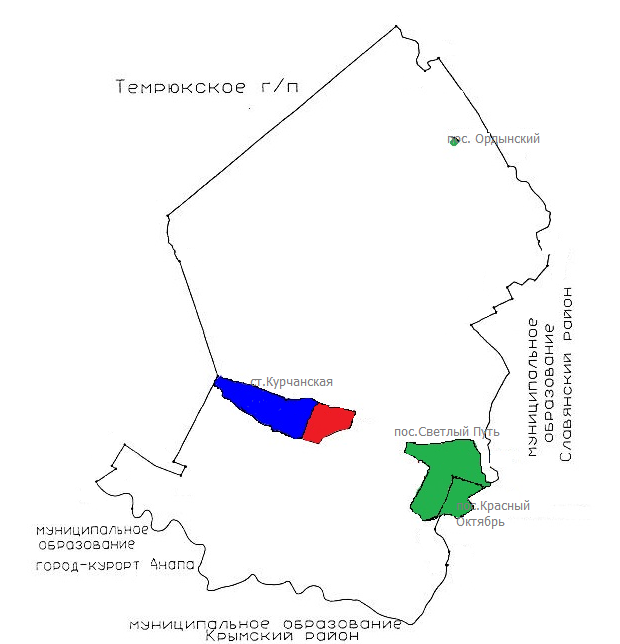 Темрюкское г/п
пос. Ордынский
муниципальное
образование
Славянский район
ст.Курчанская
пос.Светлый Путь
пос.Красный
Октябрь
муниципальное
образование
город-курорт Анапа
муниципальное образование
Крымский район